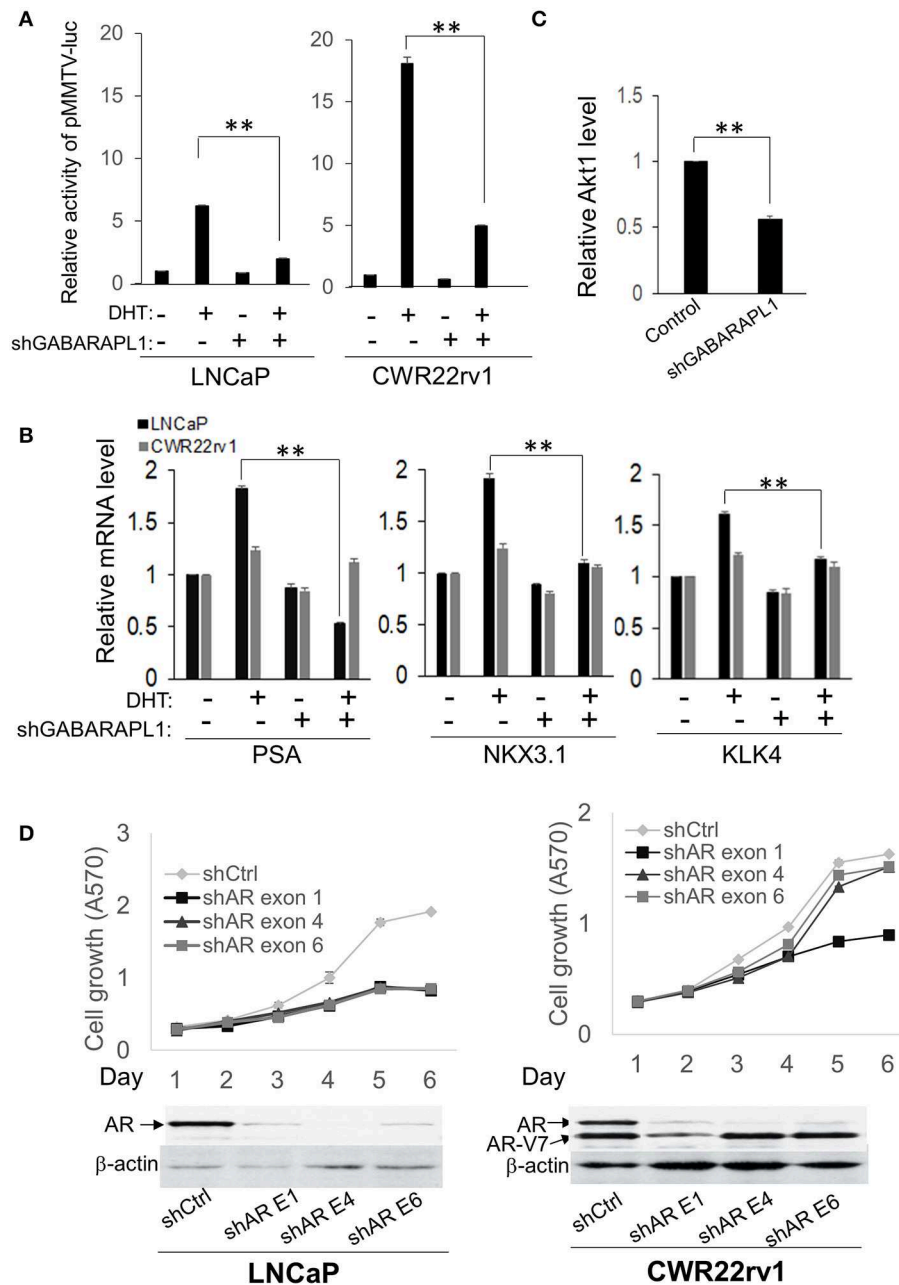 A
Relative activity of pMMTV-luc
20
15
10
5
0
**
20
15
10
5
0
**
DHT: - + - + - + - +
shGABARAPL1: - - + + - - + +
LNCaP
CWR22rv1
C
Relative Akt1 level
1.5
1
0.5
0
**
Control
shGABARAPL1
B
LNCaP
CWR22rv1
Relative mRNA level
2
1.5
1
0.5
0
**
2
1.5
1
0.5
0
**
2
1.5
1
0.5
0
**
DHT: - + - + - + - + - + - +
shGABARAPL1: - - + + - - + + - - + +
PSA
NKX3.1
KLK4
D
Cell growth (A570)
3
2
1
0
shCtrl
shAR exon 1
shAR exon 4
shAR exon 6
Day 1 2 3 4 5 6
AR
β-actin
shCtrl
shAR E1
shAR E4
shAR E6
LNCaP
Cell growth (A570)
2
1
0
shCtrl
shAR exon 1
shAR exon 4
shAR exon 6
Day 1 2 3 4 5 6
AR
AR-V7
β-actin
shCtrl
shAR E1
shAR E4
shAR E6
CWR22rv1